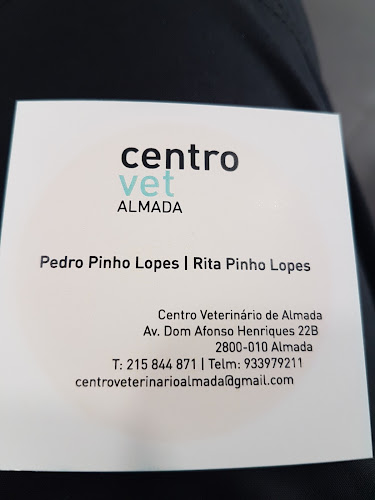 centro
vet
ALMADA
Pedro Pinho Lopes | Rita Pinho Lopes
Centro Veterinário de Almada
Av. Dom Afonso Henriques 22B
2800-010 Almada
T: 215 844 871 | Telm: 933979211
centroveterinarioalmada@gmail.com